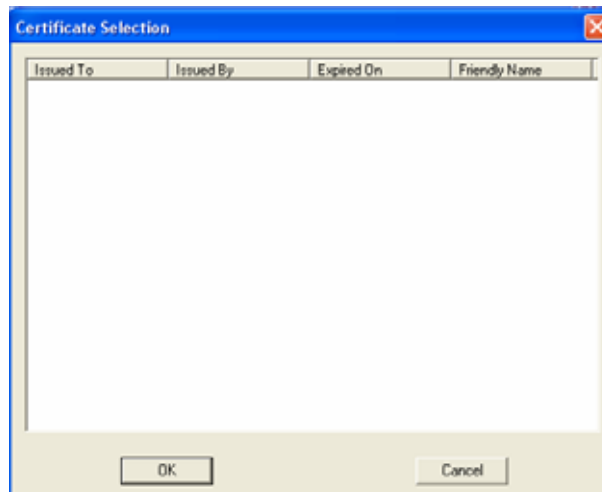 Certificate Selection
Issued To Issued By Expired On Friendly Name
OK Cancel